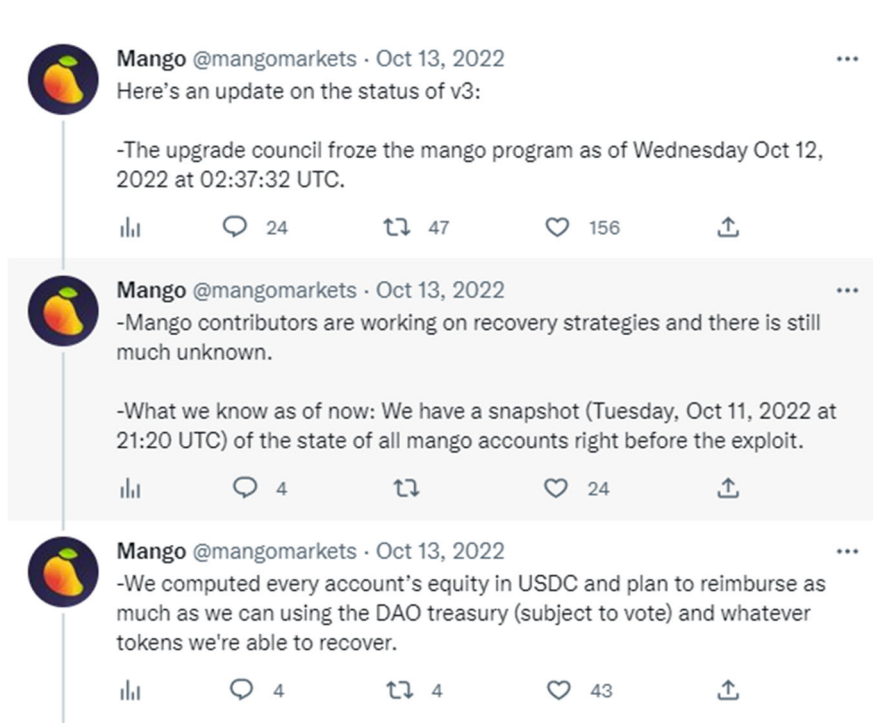 Mango @mangomarkets · Oct 13, 2022
Here's an update on the status of v3:
-The upgrade council froze the mango program as of Wednesday Oct 12,
2022 at 02:37:32 UTC.
24 47 156
Mango @mangomarkets · Oct 13, 2022
-Mango contributors are working on recovery strategies and there is still
much unknown.
-What we know as of now: We have a snapshot (Tuesday, Oct 11, 2022 at
21:20 UTC) of the state of all mango accounts right before the exploit.
4 24
Mango @mangomarkets · Oct 13, 2022
-We computed every account's equity in USDC and plan to reimburse as
much as we can using the DAO treasury (subject to vote) and whatever
tokens we're able to recover.
4 4 43